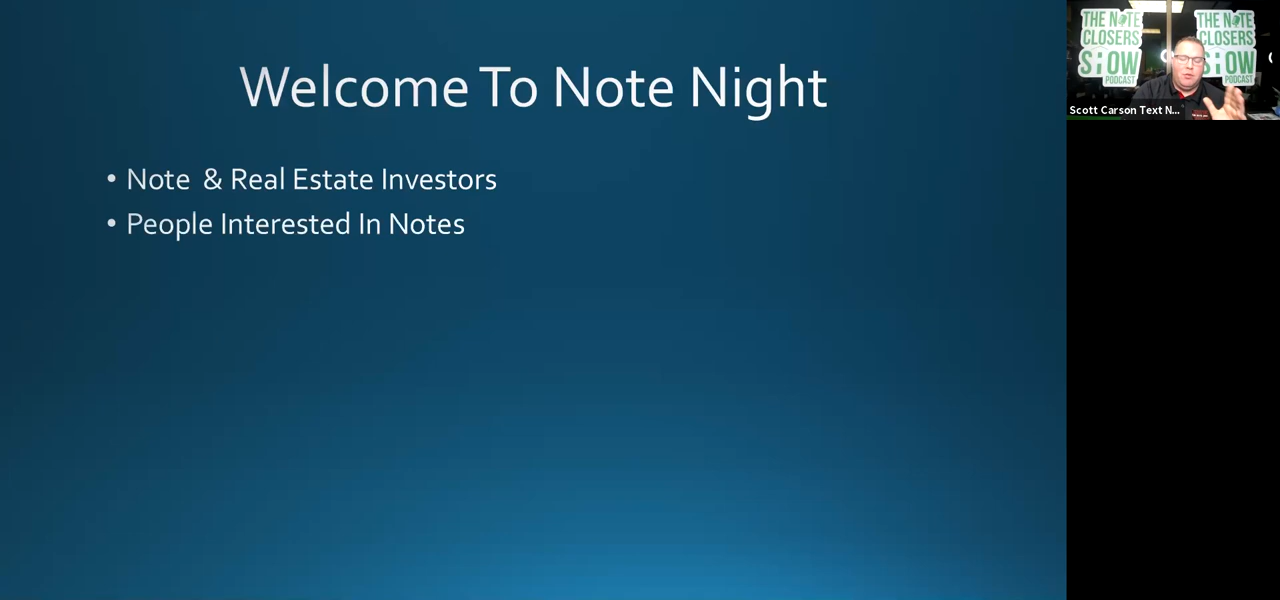 Welcome To Note Night
• Note & Real Estate Investors
• People Interested In Notes
THE NOTE
CLOSERS
SHOW
PODCAST
THE NOTE
CLOSERS
SHOW
PODCAST
Scott Carson Text N...